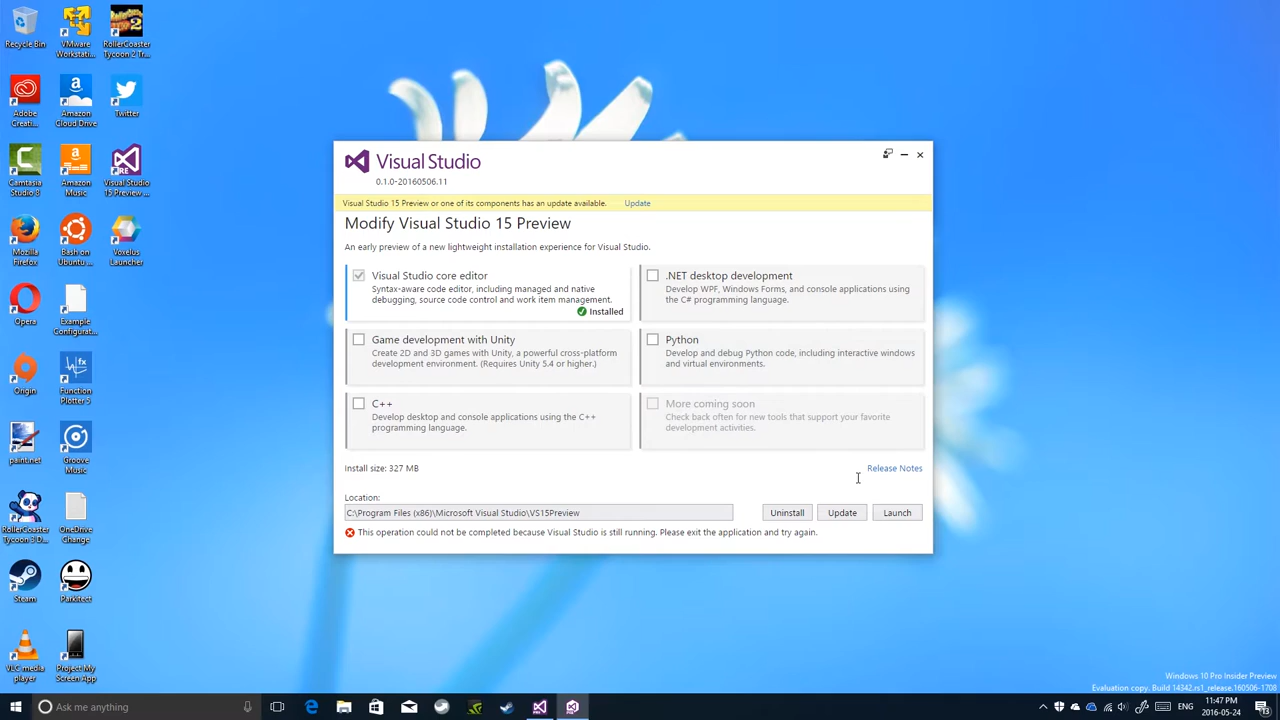 Recycle Bin
VMware
Workstati...
RollerCoaster
Tycoon 2 Tr...
Adobe
Creati...
Amazon
Cloud Drive
Twitter
Camtasia
Studio 8
Amazon
Music
Visual Studio
15 Preview ...
Mozilla
Firefox
Bash on
Ubuntu ...
Voxelus
Launcher
Opera
Example
Configurat...
Origin
Function
Plotter 5
paint.net
Groove
Music
RollerCoaster
Tycoon 3D...
OneDrive
Change
Steam
Parkitect
VLC media
player
Project My
Screen App
Visual Studio
0.1.0-20160506.11
Visual Studio 15 Preview or one of its components has an update available. Update
Modify Visual Studio 15 Preview
An early preview of a new lightweight installation experience for Visual Studio.
Visual Studio core editor
Syntax-aware code editor, including managed and native
debugging, source code control and work item management.
Installed
.NET desktop development
Develop WPF, Windows Forms, and console applications using
the C# programming language.
Game development with Unity
Create 2D and 3D games with Unity, a powerful cross-platform
development environment. (Requires Unity 5.4 or higher.)
Python
Develop and debug Python code, including interactive windows
and virtual environments.
C++
Develop desktop and console applications using the C++
programming language.
More coming soon
Check back often for new tools that support your favorite
development activities.
Install size: 327 MB
Release Notes
Location:
C:\Program Files (x86)\Microsoft Visual Studio\VS15Preview
Uninstall
Update
Launch
This operation could not be completed because Visual Studio is still running. Please exit the application and try again.
Windows 10 Pro Insider Preview
Evaluation copy. Build 14342.rs1_release.160506-1708
Ask me anything
11:47 PM
2016-05-24